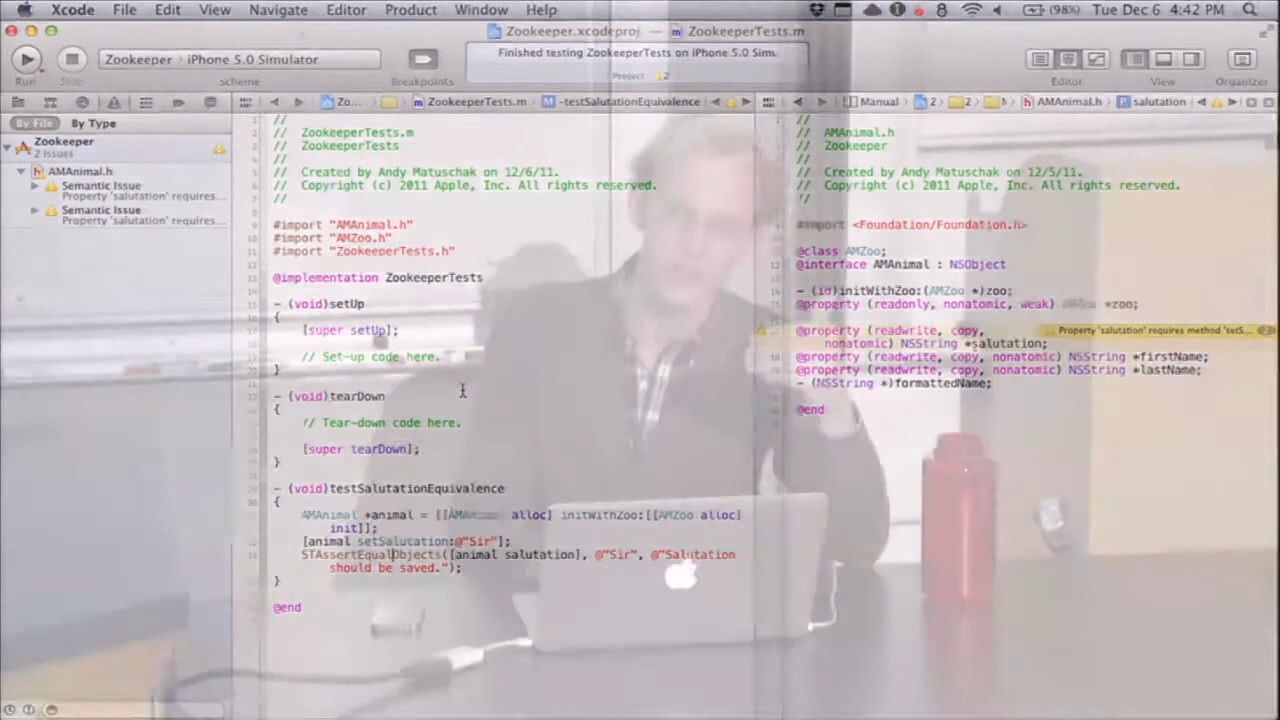 Xcode File Edit View Navigate Editor Product Window Help
(98%) Tue Dec 6 4:42 PM
Zookeeper.xcodeproj — ZookeeperTests.m
Zookeeper › iPhone 5.0 Simulator
Finished testing ZookeeperTests on iPhone 5.0 Simu
Project 2
Run Stop Scheme Breakpoints Editor View Organizer
Zo... ZookeeperTests.m -testSalutationEquivalence
Manual AMAnimal.h salutation
By File By Type
Zookeeper
2 issues
AMAnimal.h
Semantic Issue
Property 'salutation' requires...
Semantic Issue
Property 'salutation' requires...
//
// ZookeeperTests.m
// ZookeeperTests
//
// Created by Andy Matuschak on 12/6/11.
// Copyright (c) 2011 Apple, Inc. All rights reserved.
//
#import "AMAnimal.h"
#import "AMZoo.h"
#import "ZookeeperTests.h"
@implementation ZookeeperTests
- (void)setUp
{
[super setUp];
// Set-up code here.
}
- (void)tearDown
{
// Tear-down code here.
[super tearDown];
}
- (void)testSalutationEquivalence
{
AMAnimal *animal = [[AMAnimal alloc] initWithZoo:[[AMZoo alloc]
init]];
[animal setSalutation:@"Sir"];
STAssertEqualObjects([animal salutation], @"Sir", @"Salutation
should be saved.");
}
@end
//
// AMAnimal.h
// Zookeeper
//
// Created by Andy Matuschak on 12/5/11.
// Copyright (c) 2011 Apple, Inc. All rights reserved.
//
#import <Foundation/Foundation.h>
@class AMZoo;
@interface AMAnimal : NSObject
- (id)initWithZoo:(AMZoo *)zoo;
@property (readonly, nonatomic, weak) AMZoo *zoo;
@property (readwrite, copy,
nonatomic) NSString *salutation;
Property 'salutation' requires method 'setS... 2
@property (readwrite, copy, nonatomic) NSString *firstName;
@property (readwrite, copy, nonatomic) NSString *lastName;
- (NSString *)formattedName;
@end